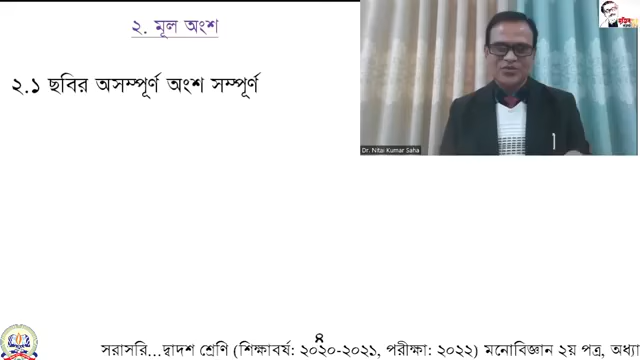 ২. মূল অংশ
২.১ ছবির অসম্পূর্ণ অংশ সম্পূর্ণ
Dr. Nitai Kumar Saha
৪
সরাসরি...দ্বাদশ শ্রেণি (শিক্ষাবর্ষ: ২০২০-২০২১, পরীক্ষা: ২০২২) মনোবিজ্ঞান ২য় পত্র, অধ্যা